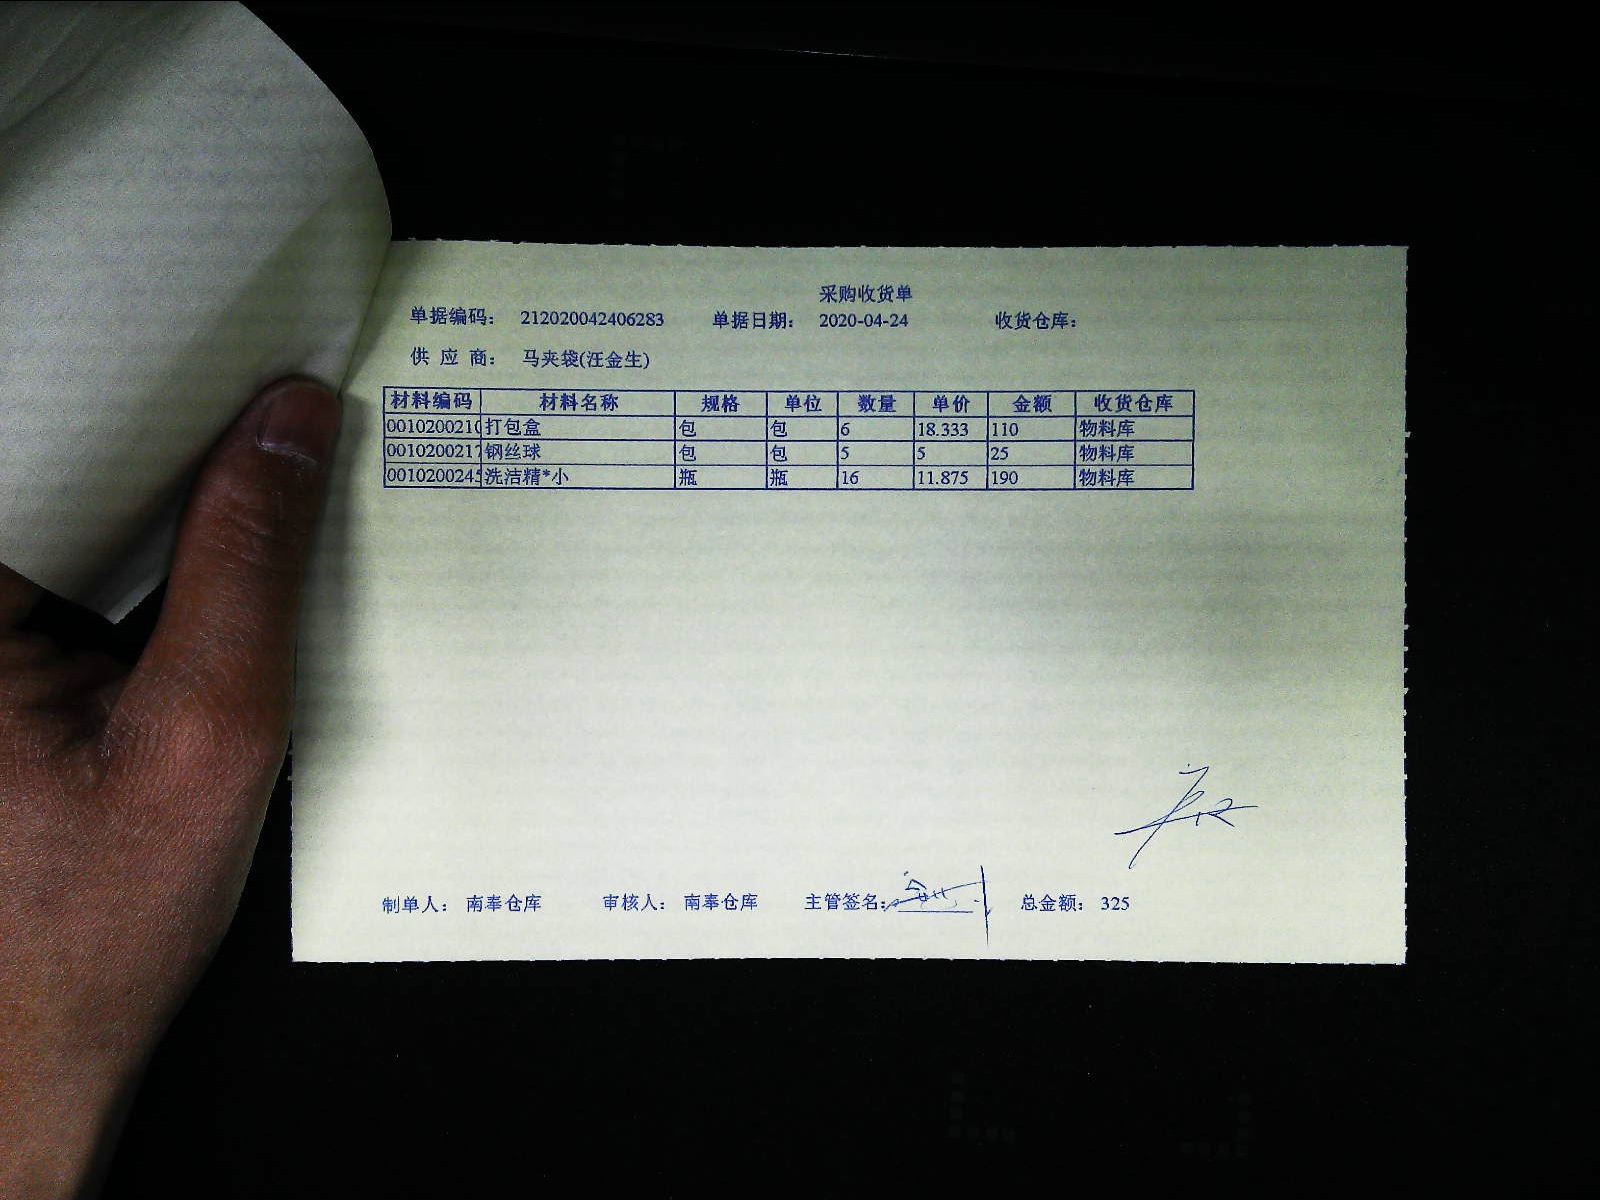 采购收货单
单据编码： 212020042406283 单据日期： 2020-04-24 收货仓库：
供 应 商： 马夹袋(汪金生)
材料编码 材料名称 规格 单位 数量 单价 金额 收货仓库
0010200210 打包盒 包 包 6 18.333 110 物料库
0010200217 钢丝球 包 包 5 5 25 物料库
0010200245 洗洁精*小 瓶 瓶 16 11.875 190 物料库
制单人： 南奉仓库 审核人： 南奉仓库 主管签名： 总金额： 325